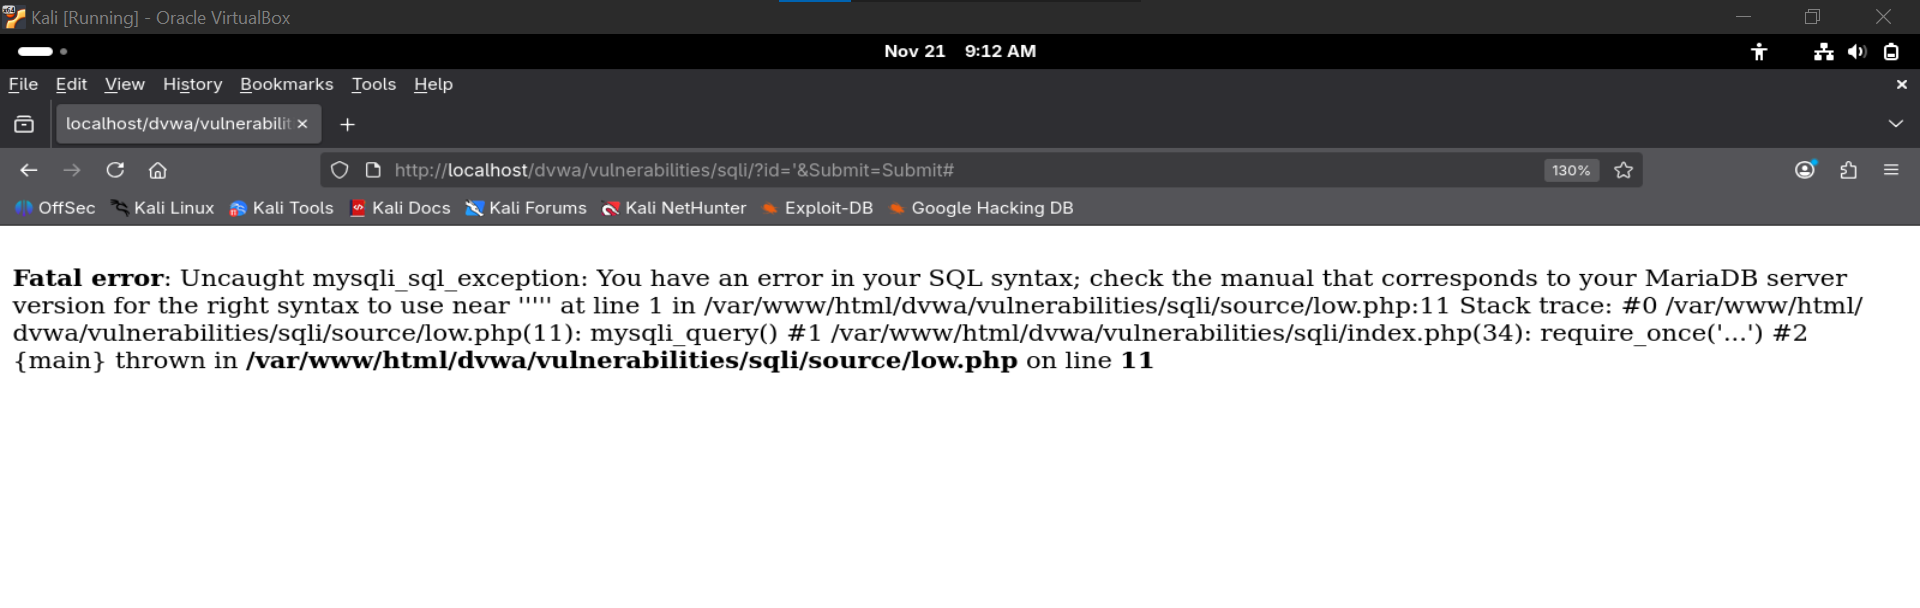 Kali [Running] - Oracle VirtualBox
Nov 21 9:12 AM
File Edit View History Bookmarks Tools Help
localhost/dvwa/vulnerabilit
http://localhost/dvwa/vulnerabilities/sqli/?id='&Submit=Submit# 130%
OffSec Kali Linux Kali Tools Kali Docs Kali Forums Kali NetHunter Exploit-DB Google Hacking DB
Fatal error: Uncaught mysqli_sql_exception: You have an error in your SQL syntax; check the manual that corresponds to your MariaDB server
version for the right syntax to use near ''''' at line 1 in /var/www/html/dvwa/vulnerabilities/sqli/source/low.php:11 Stack trace: #0 /var/www/html/
dvwa/vulnerabilities/sqli/source/low.php(11): mysqli_query() #1 /var/www/html/dvwa/vulnerabilities/sqli/index.php(34): require_once('...') #2
{main} thrown in /var/www/html/dvwa/vulnerabilities/sqli/source/low.php on line 11